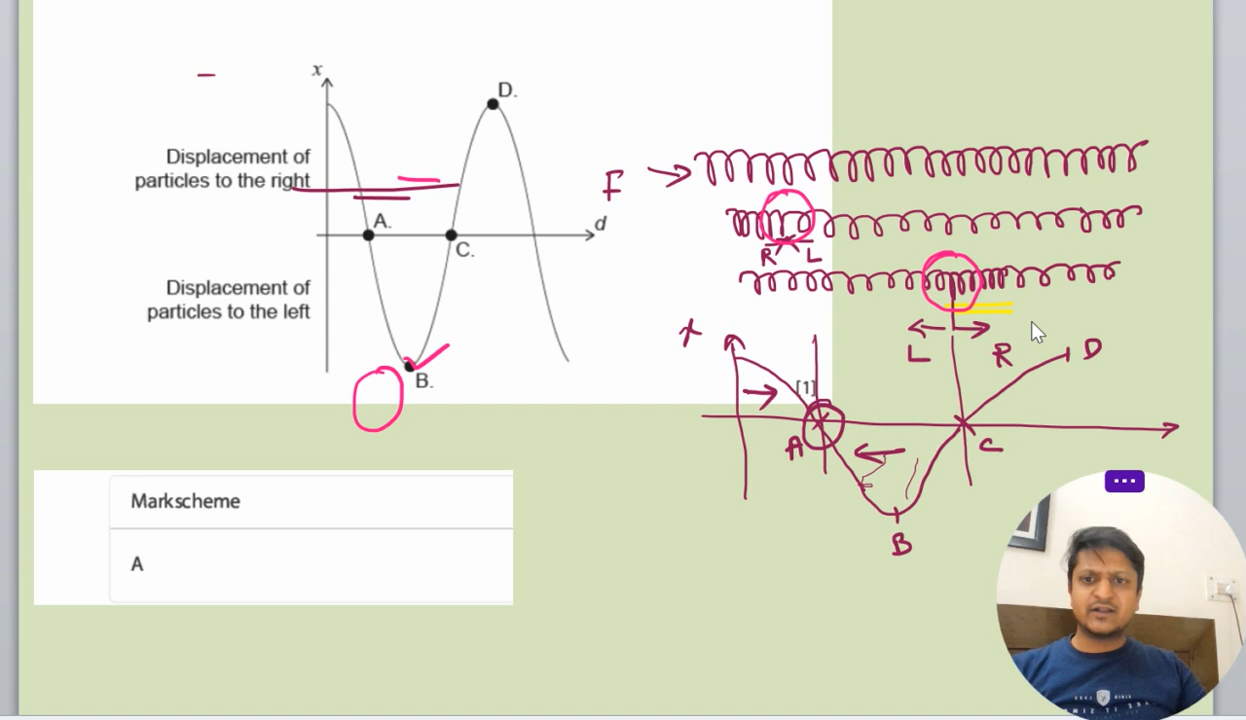 x
D.
Displacement of
particles to the right
A.
d
C.
Displacement of
particles to the left
B.
F
R L
L R
x
D
[1]
A
C
B
Markscheme
A